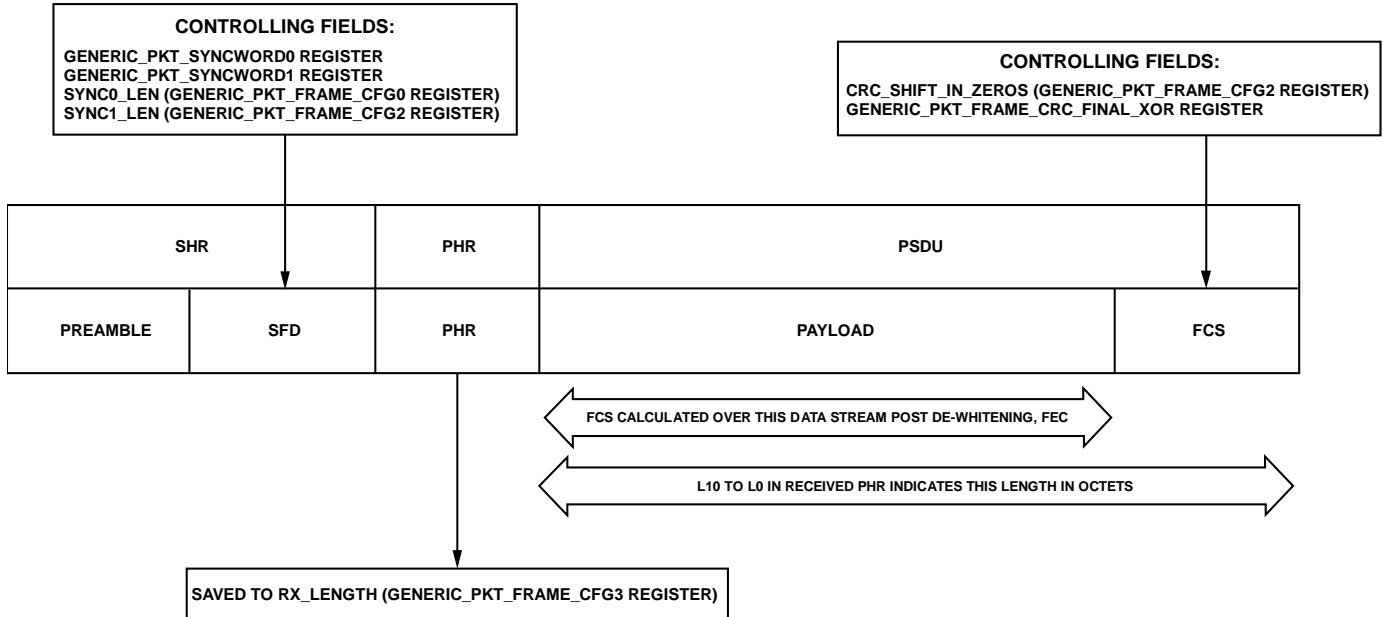 CONTROLLING FIELDS:
GENERIC_PKT_SYNCWORD0 REGISTER
GENERIC_PKT_SYNCWORD1 REGISTER
SYNC0_LEN (GENERIC_PKT_FRAME_CFG0 REGISTER)
SYNC1_LEN (GENERIC_PKT_FRAME_CFG2 REGISTER)
CONTROLLING FIELDS:
CRC_SHIFT_IN_ZEROS (GENERIC_PKT_FRAME_CFG2 REGISTER)
GENERIC_PKT_FRAME_CRC_FINAL_XOR REGISTER
SHR
PHR
PSDU
PREAMBLE
SFD
PHR
PAYLOAD
FCS
FCS CALCULATED OVER THIS DATA STREAM POST DE-WHITENING, FEC
L10 TO L0 IN RECEIVED PHR INDICATES THIS LENGTH IN OCTETS
SAVED TO RX_LENGTH (GENERIC_PKT_FRAME_CFG3 REGISTER)